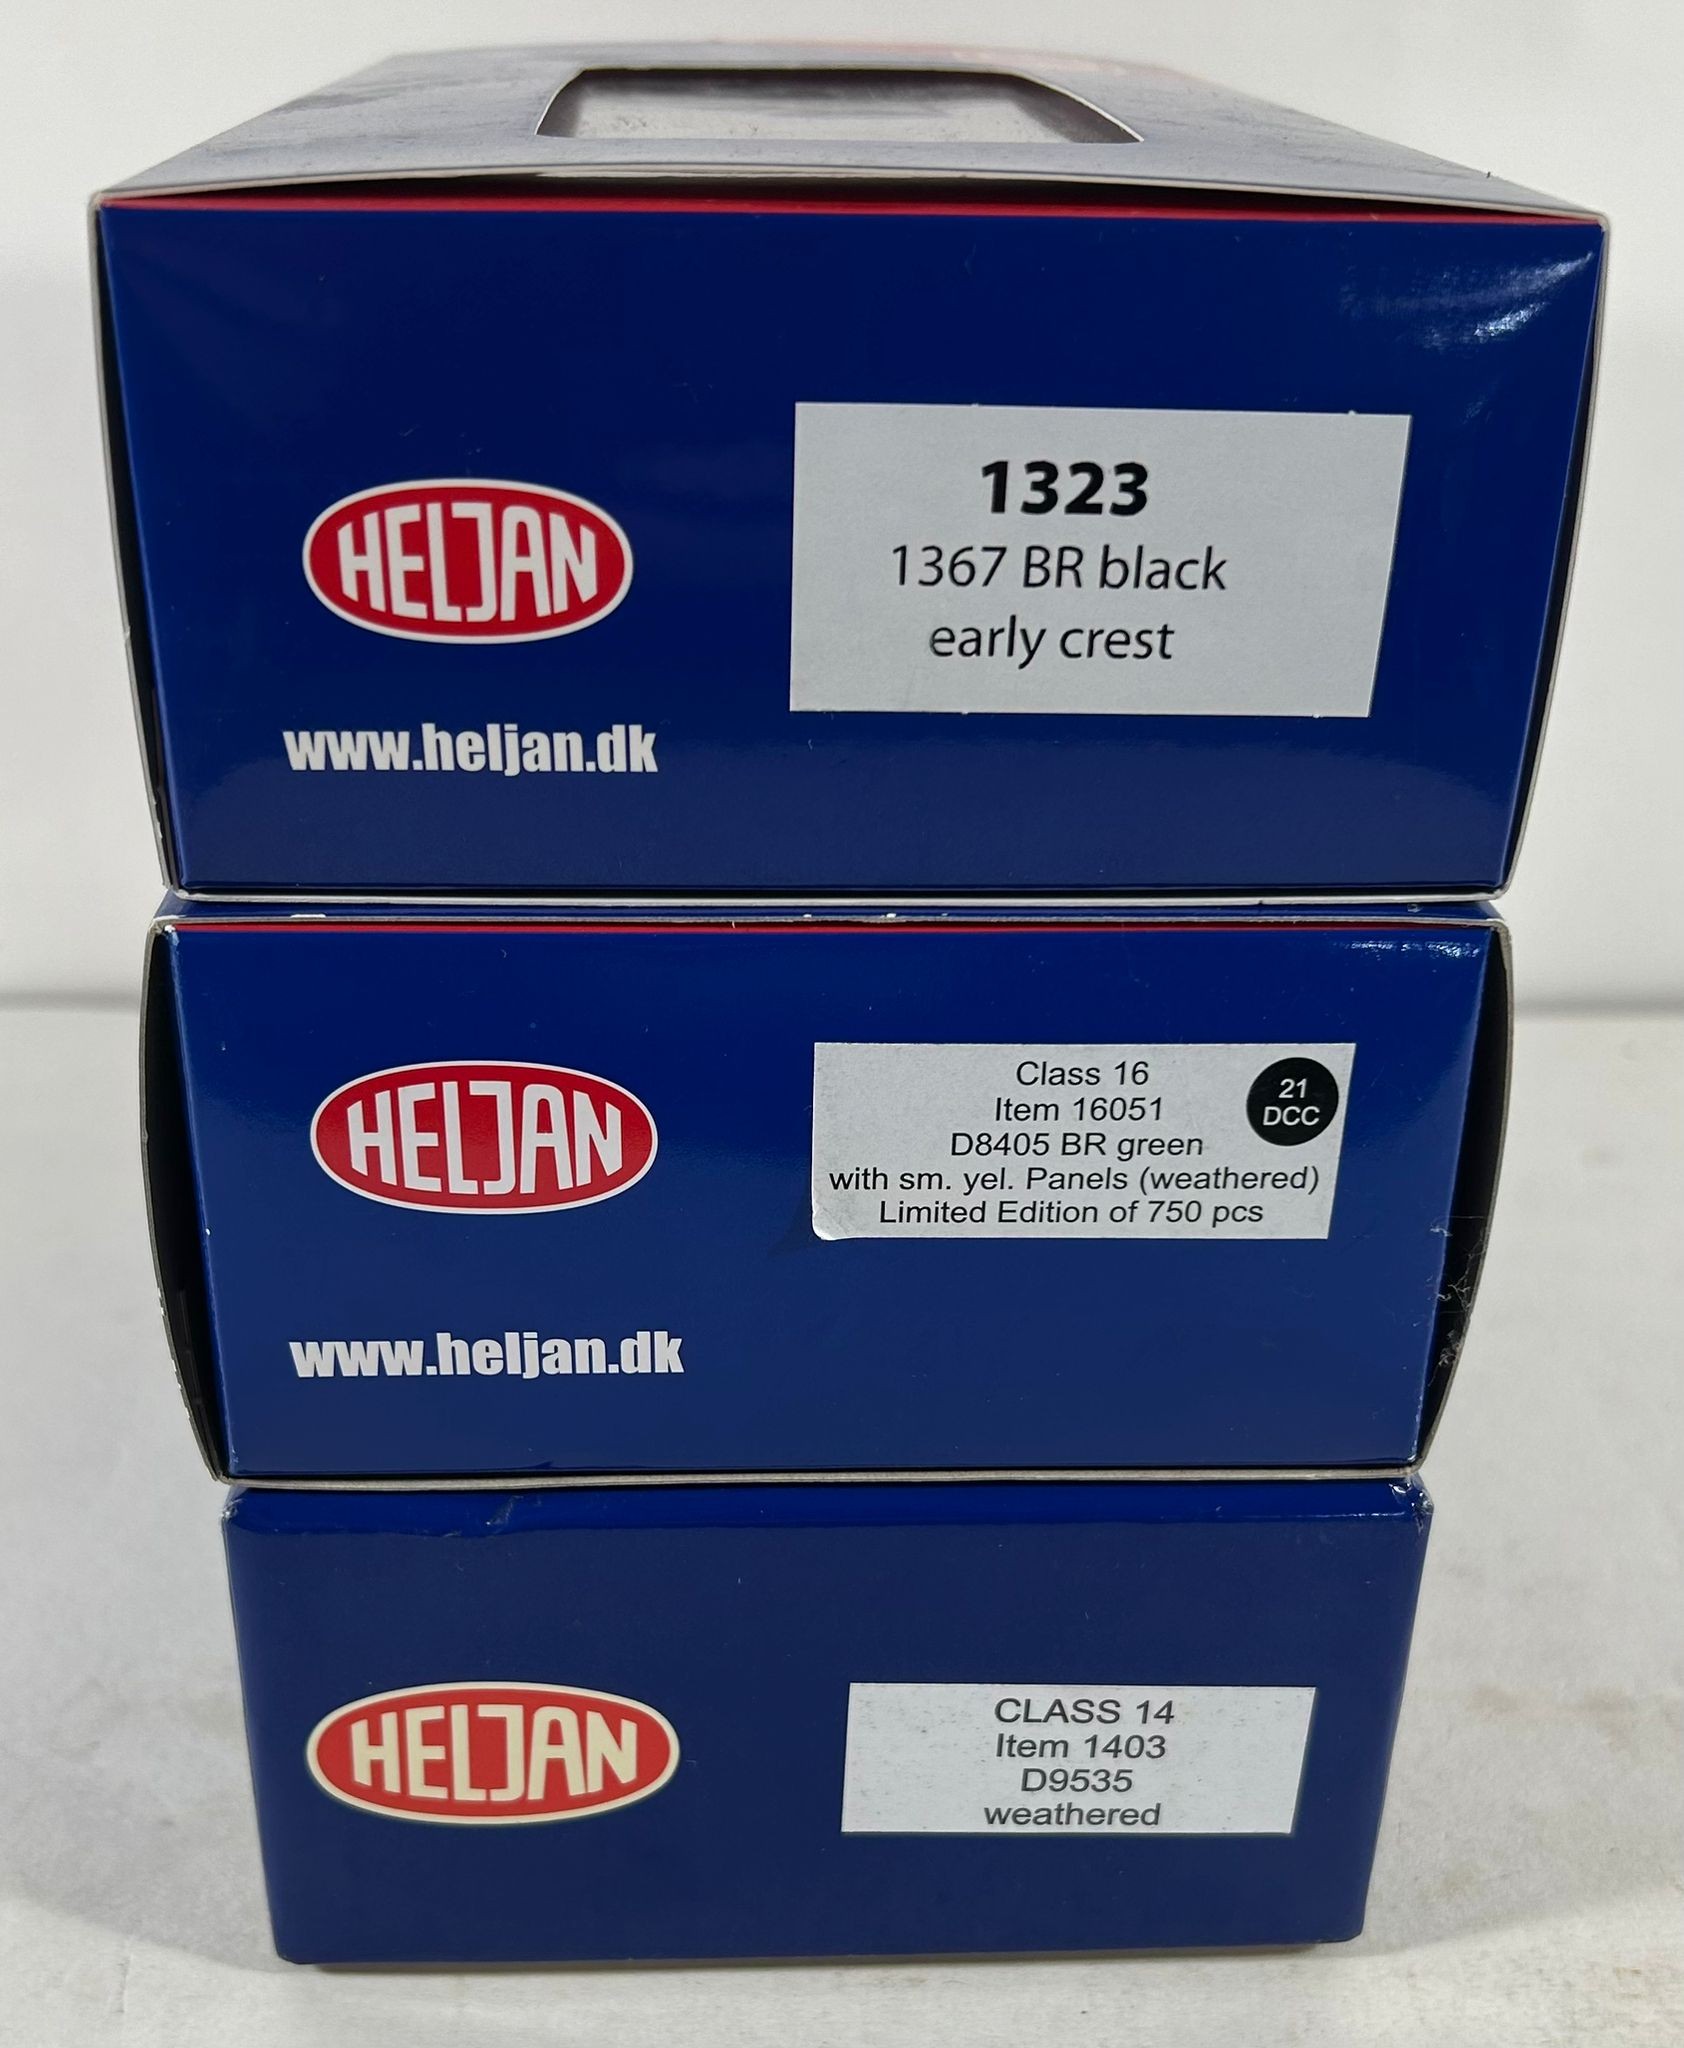 HELJAN
www.heljan.dk
1323
1367 BR black
early crest
HELJAN
www.heljan.dk
Class 16
Item 16051
D8405 BR green
with sm. yel. Panels (weathered)
Limited Edition of 750 pcs
21
DCC
HELJAN
CLASS 14
Item 1403
D9535
weathered